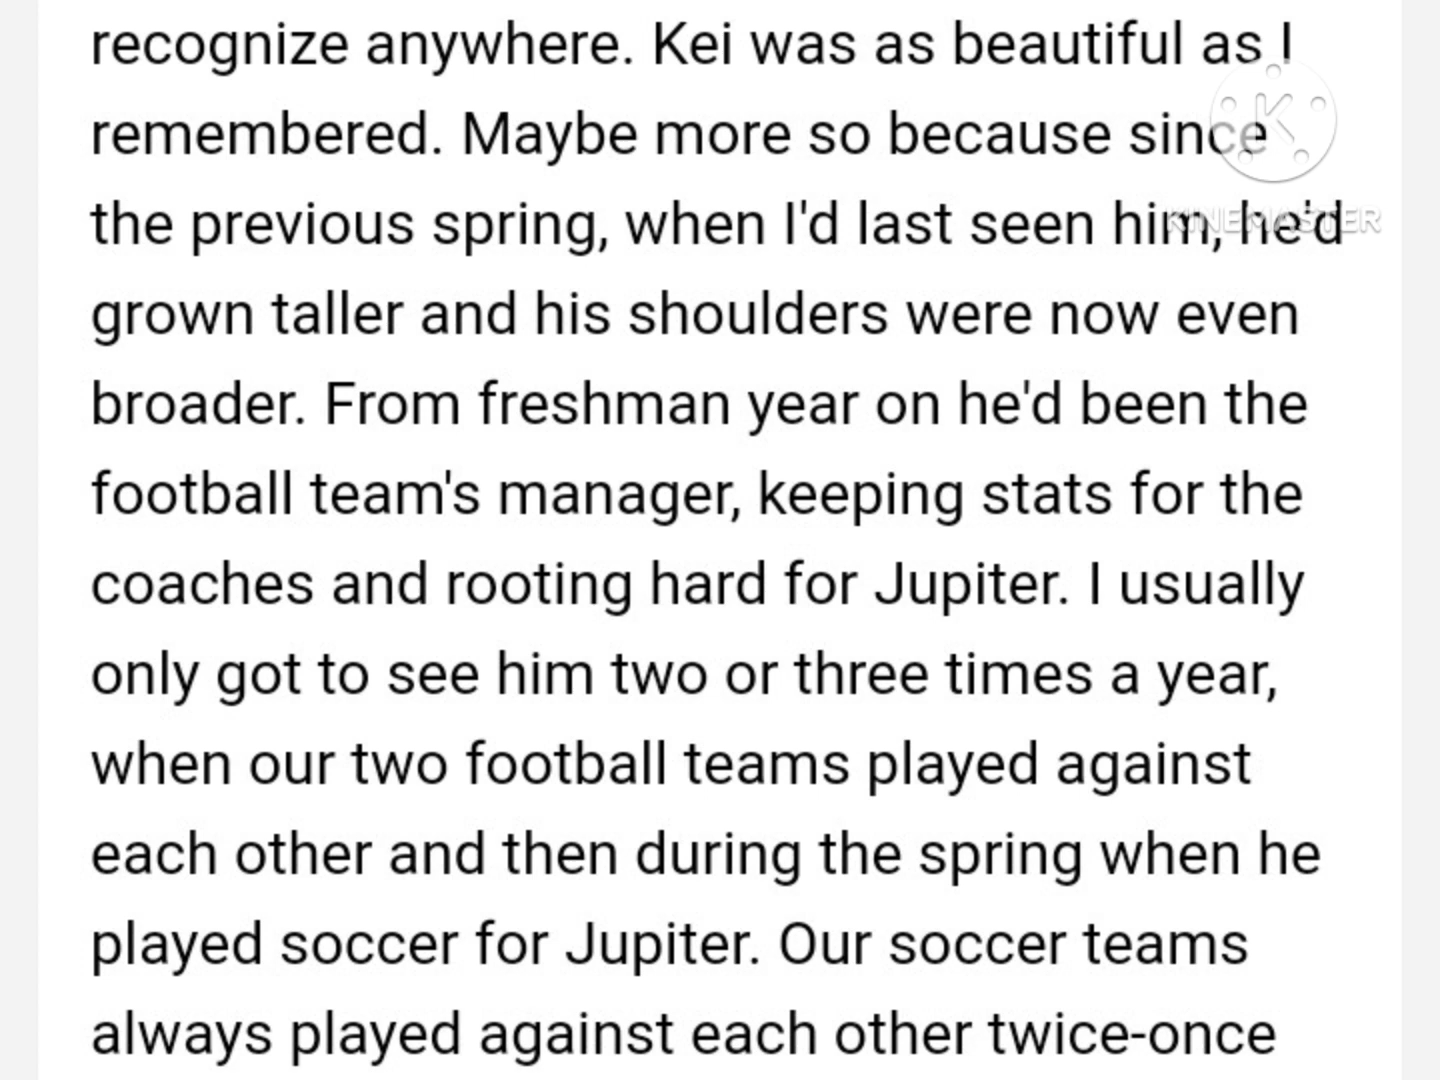 recognize anywhere. Kei was as beautiful as I
remembered. Maybe more so because since
the previous spring, when I'd last seen him, he'd
grown taller and his shoulders were now even
broader. From freshman year on he'd been the
football team's manager, keeping stats for the
coaches and rooting hard for Jupiter. I usually
only got to see him two or three times a year,
when our two football teams played against
each other and then during the spring when he
played soccer for Jupiter. Our soccer teams
always played against each other twice-once
K
KINEMASTER